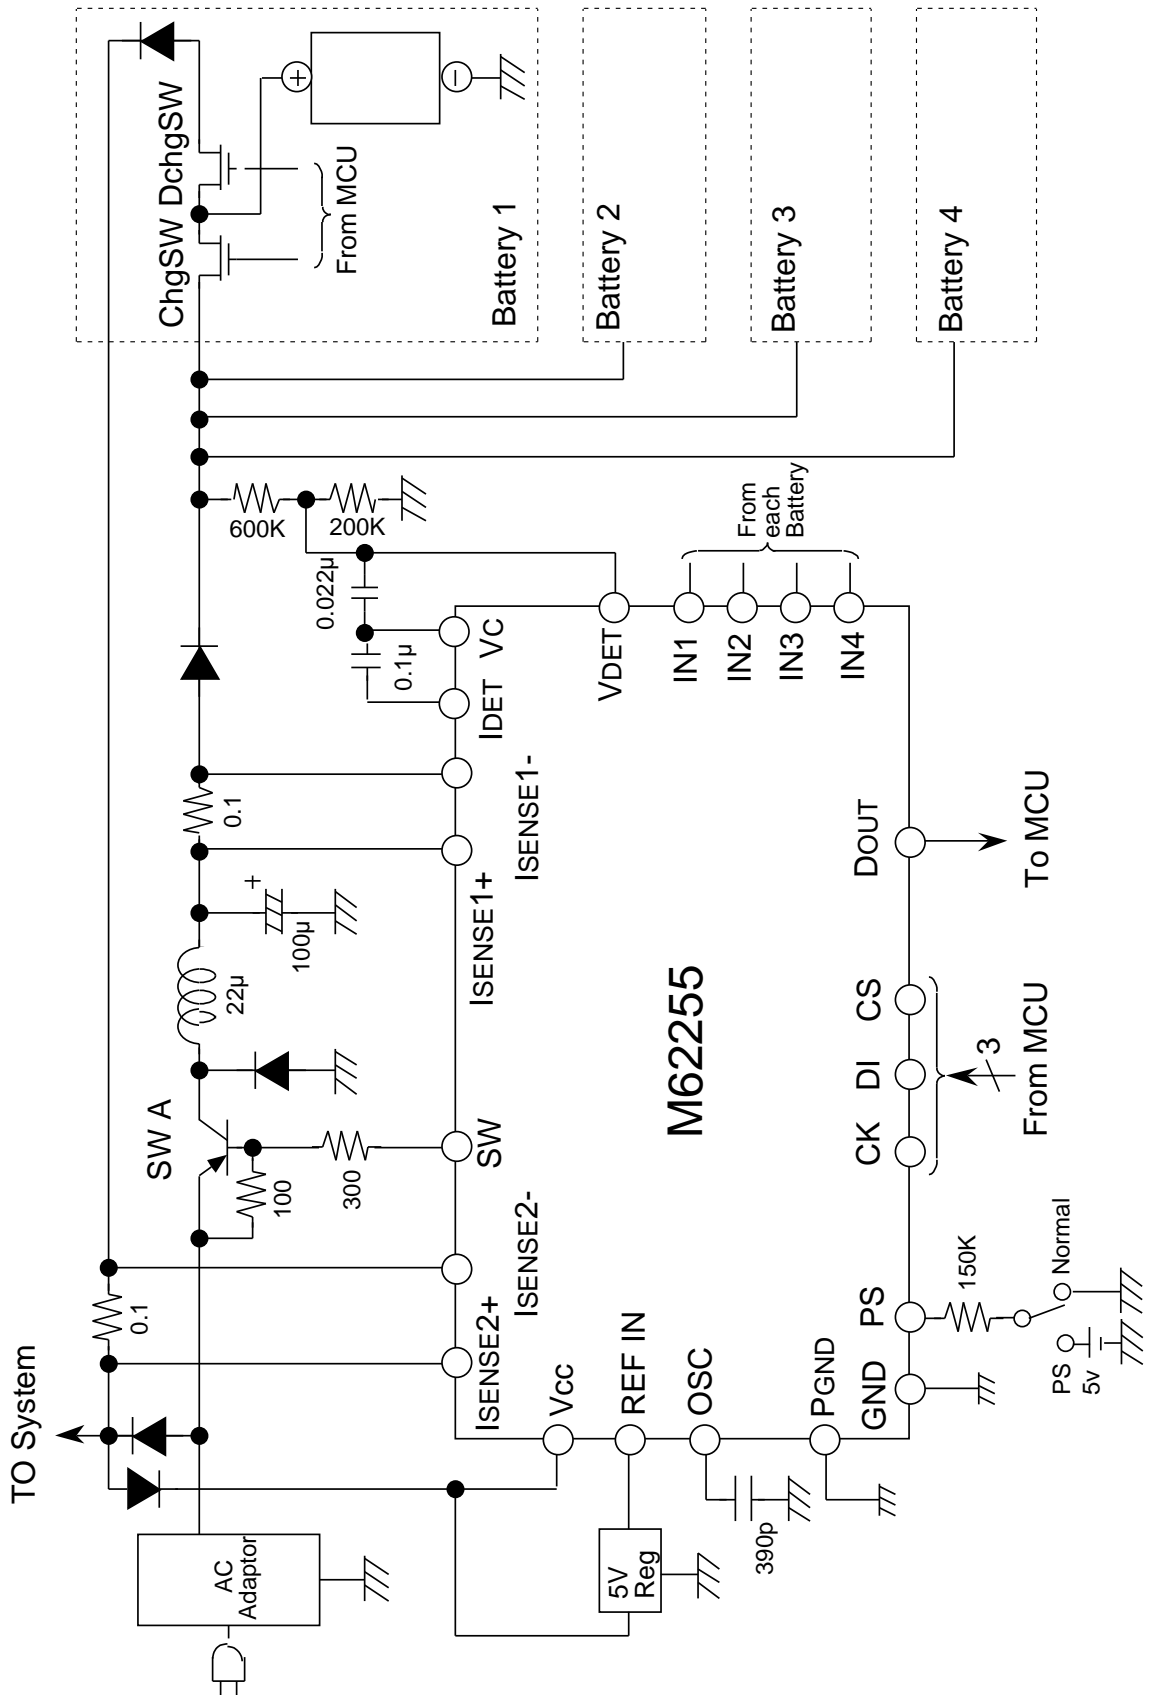 TO System
AC
Adaptor
0.1
SW A
100
300
22μ
+
100μ
0.1
600K
200K
0.022μ
0.1μ
ChgSW DchgSW
+
−
From MCU
Battery 1
Battery 2
Battery 3
Battery 4
ISENSE2+
ISENSE2-
SW
ISENSE1+
ISENSE1-
IDET
VC
VDET
IN1
IN2
IN3
IN4
From
each
Battery
Vcc
REF IN
OSC
PGND
5V
Reg
390p
M62255
GND
PS
CK
DI
CS
DOUT
150K
Normal
PS
5v
3
From MCU
To MCU